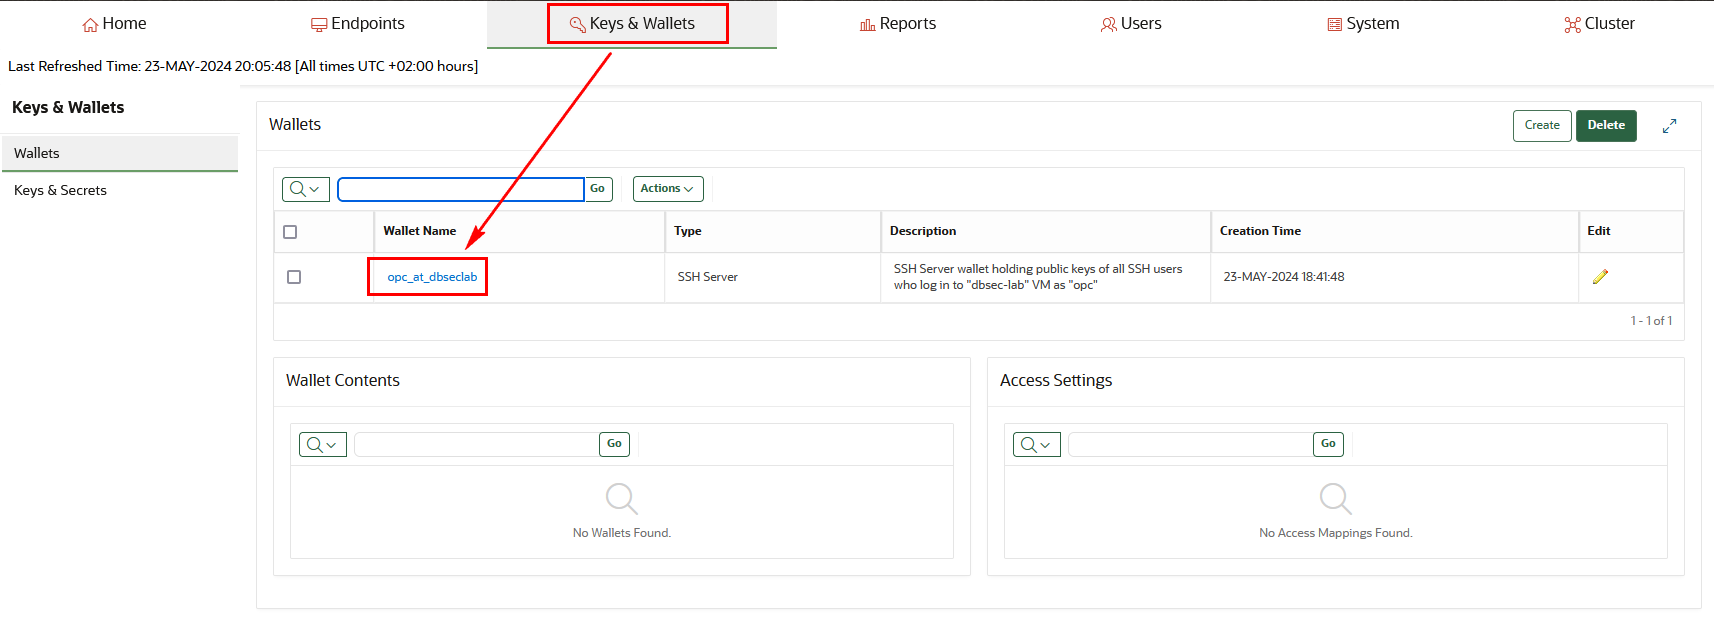 Home
Endpoints
Keys & Wallets
Reports
Users
System
Cluster
Last Refreshed Time: 23-MAY-2024 20:05:48 [All times UTC +02:00 hours]
Keys & Wallets
Wallets
Keys & Secrets
Wallets
Create
Delete
Go
Actions
Wallet Name
Type
Description
Creation Time
Edit
opc_at_dbseclab
SSH Server
SSH Server wallet holding public keys of all SSH users
who log in to "dbsec-lab" VM as "opc"
23-MAY-2024 18:41:48
1 - 1 of 1
Wallet Contents
Go
No Wallets Found.
Access Settings
Go
No Access Mappings Found.